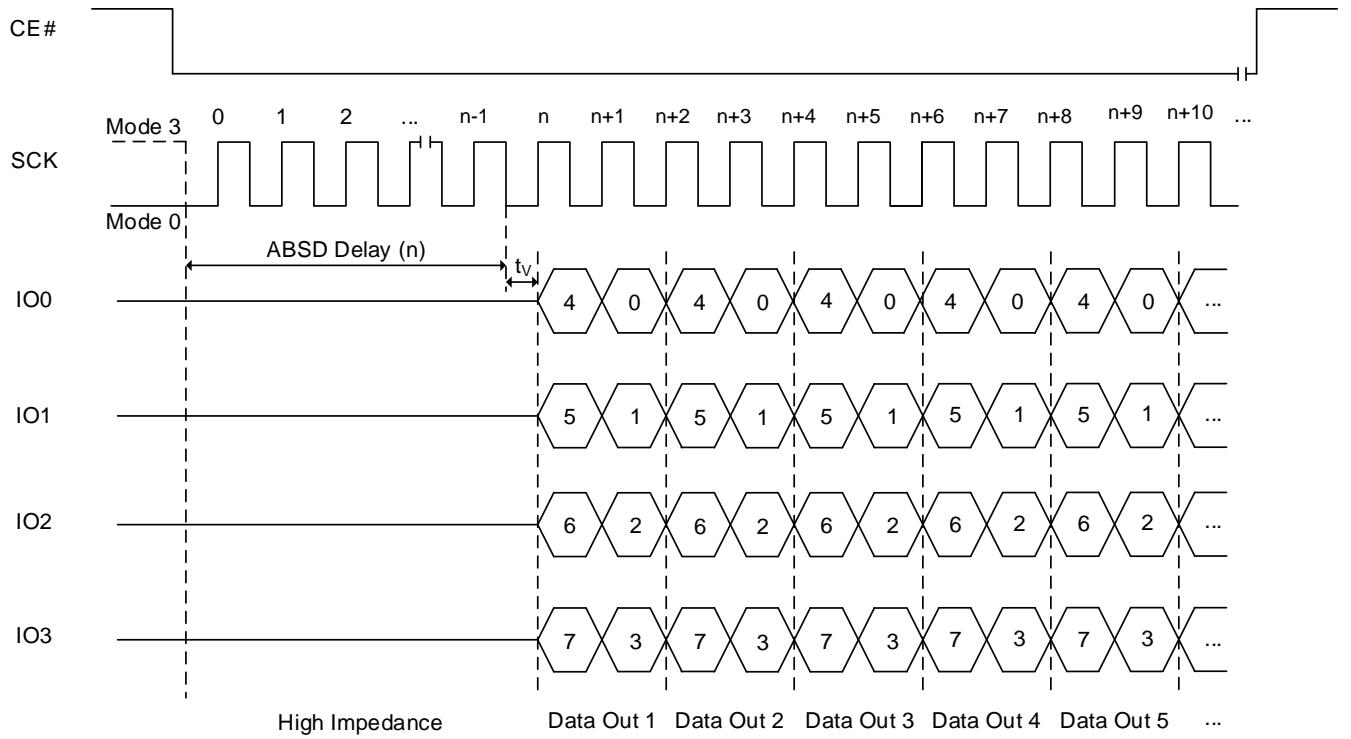 CE#
0 1 2 ... n-1 n n+1 n+2 n+3 n+4 n+5 n+6 n+7 n+8 n+9 n+10 ...
Mode 3
SCK
Mode 0
ABSD Delay (n)
tV
IO0 4 0 4 0 4 0 4 0 4 0 ...
IO1 5 1 5 1 5 1 5 1 5 1 ...
IO2 6 2 6 2 6 2 6 2 6 2 ...
IO3 7 3 7 3 7 3 7 3 7 3 ...
High Impedance Data Out 1 Data Out 2 Data Out 3 Data Out 4 Data Out 5 ...